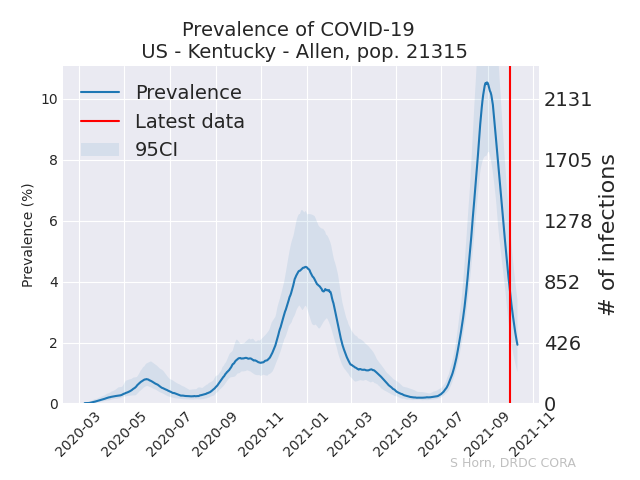 Prevalence of COVID-19
US - Kentucky - Allen, pop. 21315
Prevalence
Latest data
95CI
Prevalence (%)
10
8
6
4
2
0
2131
1705
1278
852
426
0
# of infections
2020-03
2020-05
2020-07
2020-09
2020-11
2021-01
2021-03
2021-05
2021-07
2021-09
2021-11
S Horn, DRDC CORA